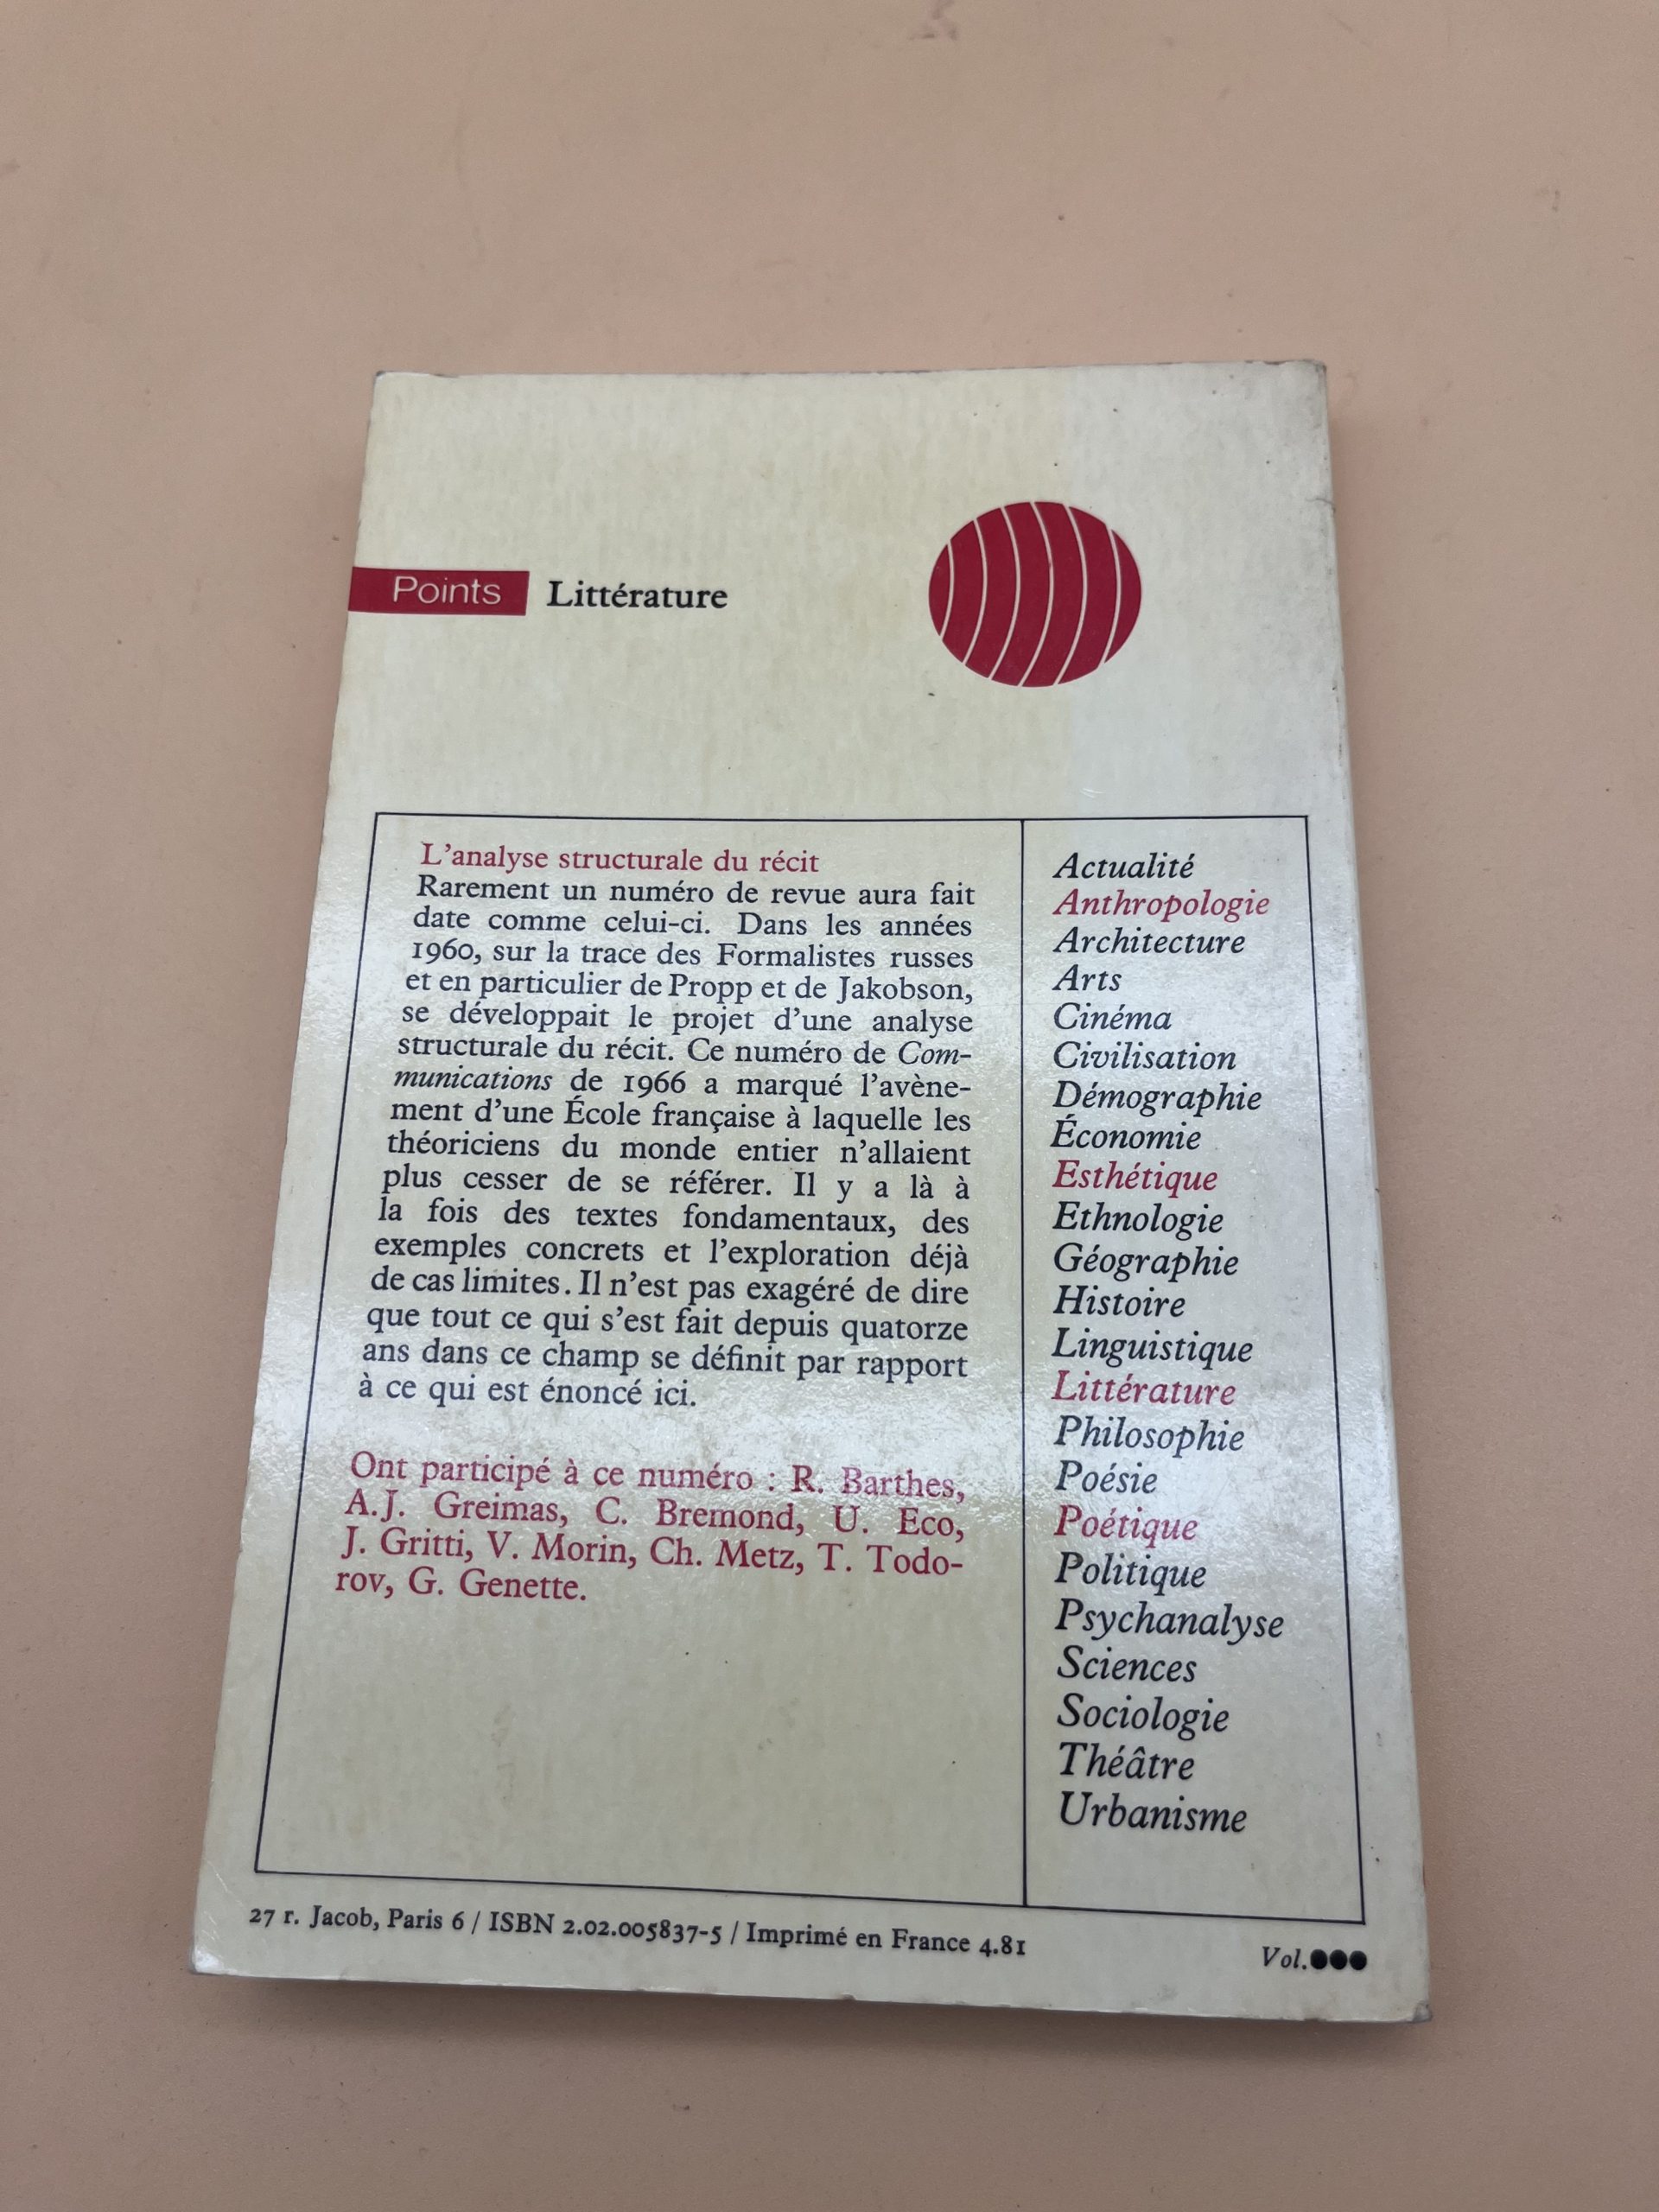 Points Littérature
L'analyse structurale du récit
Rarement un numéro de revue aura fait
date comme celui-ci. Dans les années
1960, sur la trace des Formalistes russes
et en particulier de Propp et de Jakobson,
se développait le projet d'une analyse
structurale du récit. Ce numéro de Com-
munications de 1966 a marqué l'avène-
ment d'une École française à laquelle les
théoriciens du monde entier n'allaient
plus cesser de se référer. Il y a là à
la fois des textes fondamentaux, des
exemples concrets et l'exploration déjà
de cas limites. Il n'est pas exagéré de dire
que tout ce qui s'est fait depuis quatorze
ans dans ce champ se définit par rapport
à ce qui est énoncé ici.
Ont participé à ce numéro : R. Barthes,
A.J. Greimas, C. Bremond, U. Eco,
J. Gritti, V. Morin, Ch. Metz, T. Todo-
rov, G. Genette.
Actualité
Anthropologie
Architecture
Arts
Cinéma
Civilisation
Démographie
Économie
Esthétique
Ethnologie
Géographie
Histoire
Linguistique
Littérature
Philosophie
Poésie
Poétique
Politique
Psychanalyse
Sciences
Sociologie
Théâtre
Urbanisme
27 r. Jacob, Paris 6 / ISBN 2.02.005837-5 / Imprimé en France 4.81
Vol.●●●